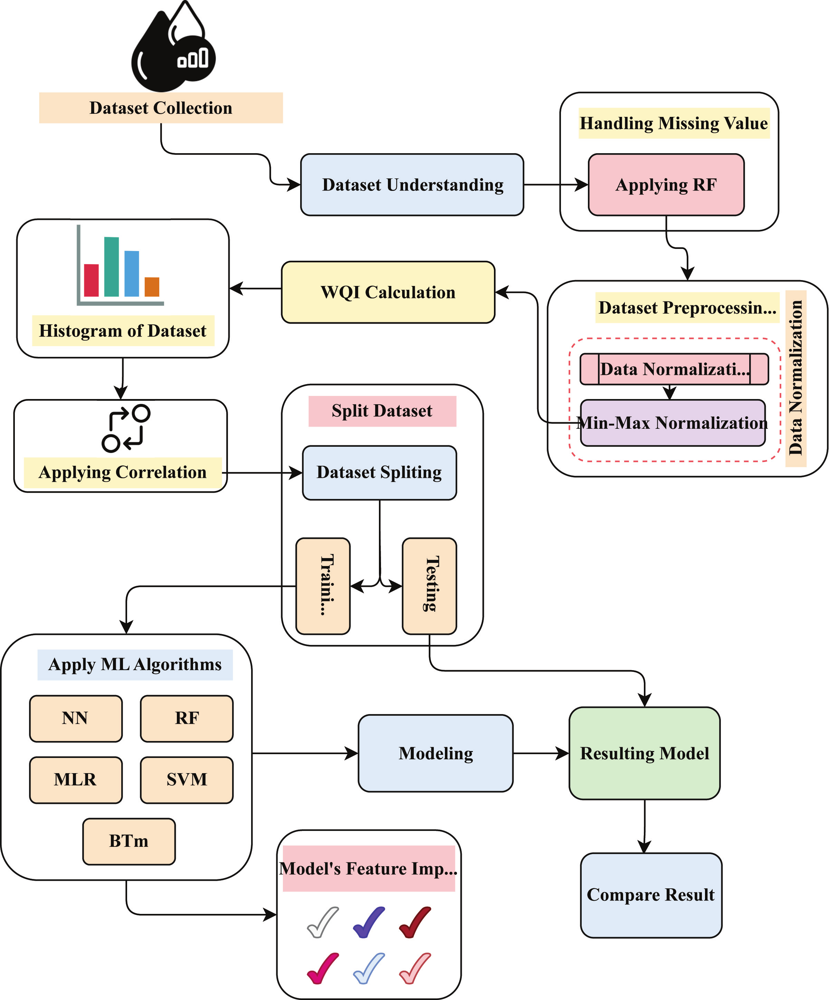 Dataset Collection
Handling Missing Value
Dataset Understanding
Applying RF
WQI Calculation
Histogram of Dataset
Dataset Preprocessin...
Data Normalization
Data Normalizati...
Min-Max Normalization
Split Dataset
Applying Correlation
Dataset Spliting
Traini...
Testing
Apply ML Algorithms
NN
RF
MLR
SVM
BTm
Modeling
Resulting Model
Model's Feature Imp...
Compare Result